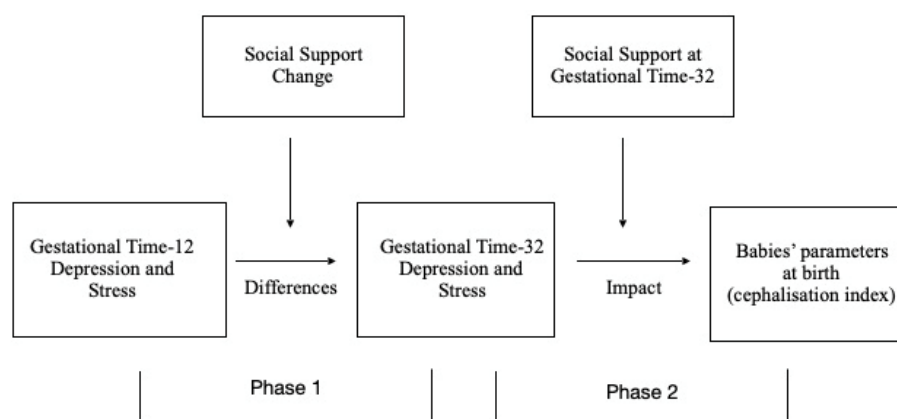 Social Support
Change
Social Support at
Gestational Time-32
Gestational Time-12
Depression and
Stress
Differences
Gestational Time-32
Depression and
Stress
Impact
Babies' parameters
at birth
(cephalisation index)
Phase 1
Phase 2